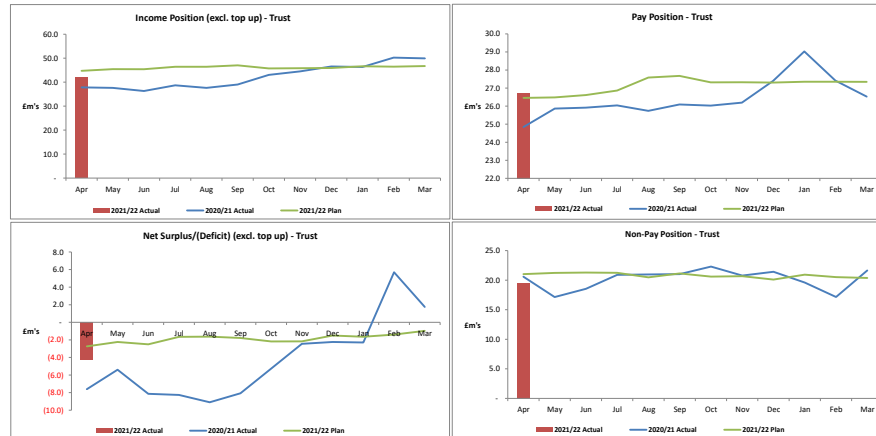 Income Position (excl. top up) - Trust
60.0
50.0
40.0
30.0
20.0
10.0
-
£m's
Apr May Jun Jul Aug Sep Oct Nov Dec Jan Feb Mar
2021/22 Actual 2020/21 Actual 2021/22 Plan
Pay Position - Trust
30.0
29.0
28.0
27.0
26.0
25.0
24.0
23.0
22.0
£m's
Apr May Jun Jul Aug Sep Oct Nov Dec Jan Feb Mar
2021/22 Actual 2020/21 Actual 2021/22 Plan
Net Surplus/(Deficit) (excl. top up) - Trust
8.0
6.0
4.0
2.0
-
(2.0)
(4.0)
(6.0)
(8.0)
(10.0)
£m's
Apr May Jun Jul Aug Sep Oct Nov Dec Jan Feb Mar
2021/22 Actual 2020/21 Actual 2021/22 Plan
Non-Pay Position - Trust
25.0
20.0
15.0
10.0
5.0
-
£m's
Apr May Jun Jul Aug Sep Oct Nov Dec Jan Feb Mar
2021/22 Actual 2020/21 Actual 2021/22 Plan